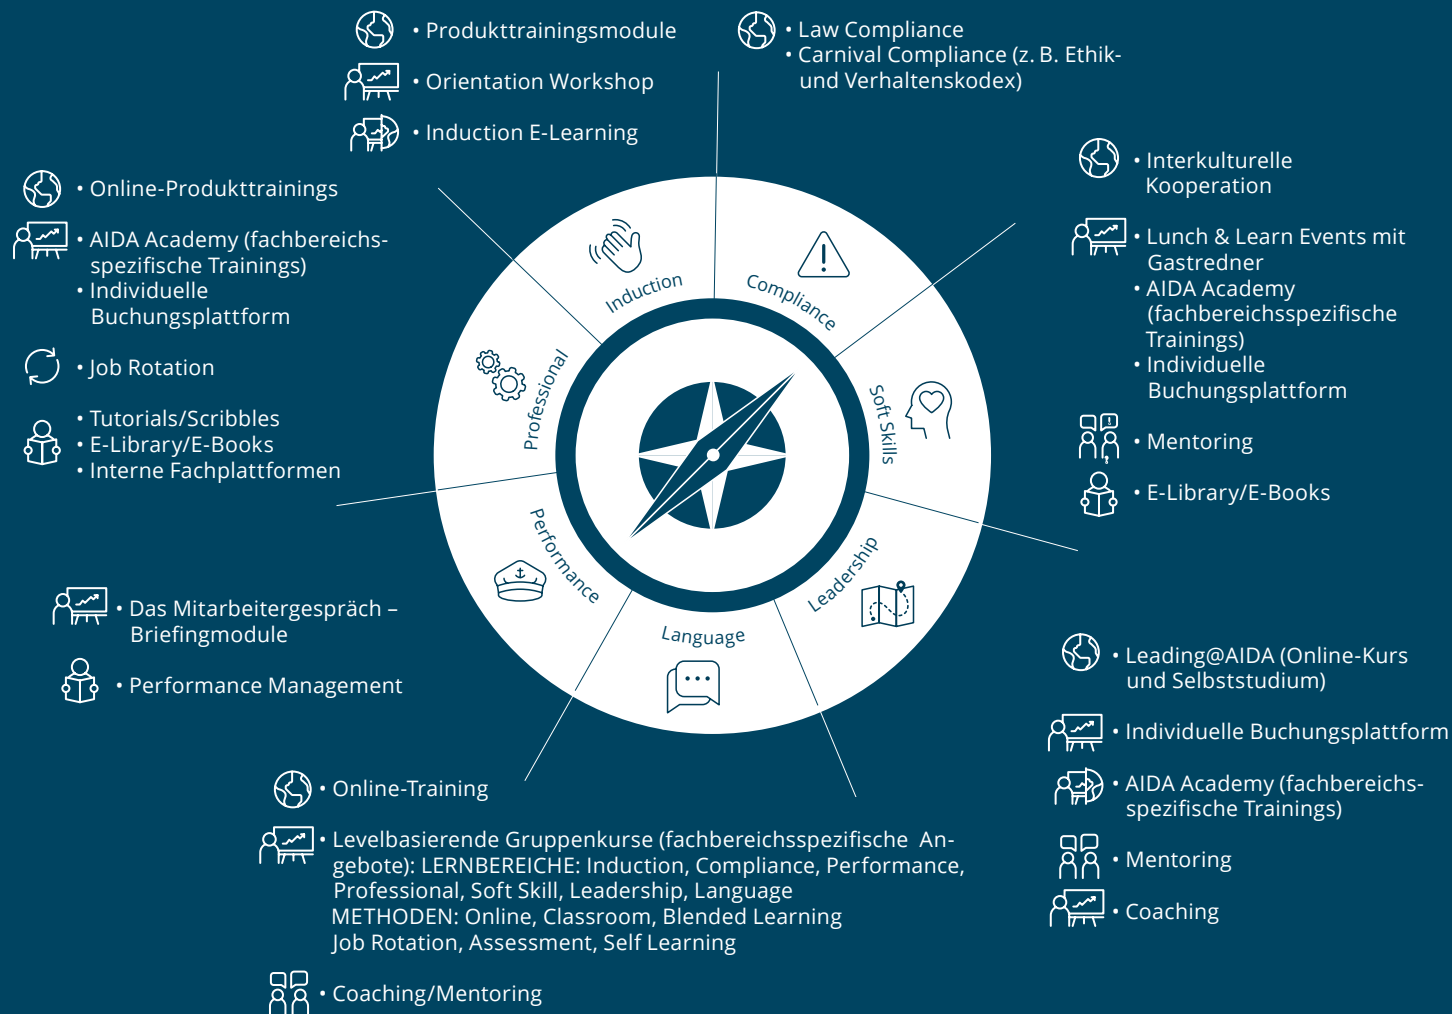 • Produkttrainingsmodule
• Orientation Workshop
• Induction E-Learning
• Law Compliance
• Carnival Compliance (z. B. Ethik-
und Verhaltenskodex)
• Online-Produkttrainings
• AIDA Academy (fachbereichs-
spezifische Trainings)
• Individuelle
Buchungsplattform
• Job Rotation
• Tutorials/Scribbles
• E-Library/E-Books
• Interne Fachplattformen
• Interkulturelle
Kooperation
• Lunch & Learn Events mit
Gastredner
• AIDA Academy
(fachbereichsspezifische
Trainings)
• Individuelle
Buchungsplattform
• Mentoring
• E-Library/E-Books
Induction
Compliance
Professional
Soft Skills
Performance
Leadership
Language
• Das Mitarbeitergespräch –
Briefingmodule
• Performance Management
• Leading@AIDA (Online-Kurs
und Selbststudium)
• Individuelle Buchungsplattform
• AIDA Academy (fachbereichs-
spezifische Trainings)
• Mentoring
• Coaching
• Online-Training
• Levelbasierende Gruppenkurse (fachbereichsspezifische An-
gebote): LERNBEREICHE: Induction, Compliance, Performance,
Professional, Soft Skill, Leadership, Language
METHODEN: Online, Classroom, Blended Learning
Job Rotation, Assessment, Self Learning
• Coaching/Mentoring